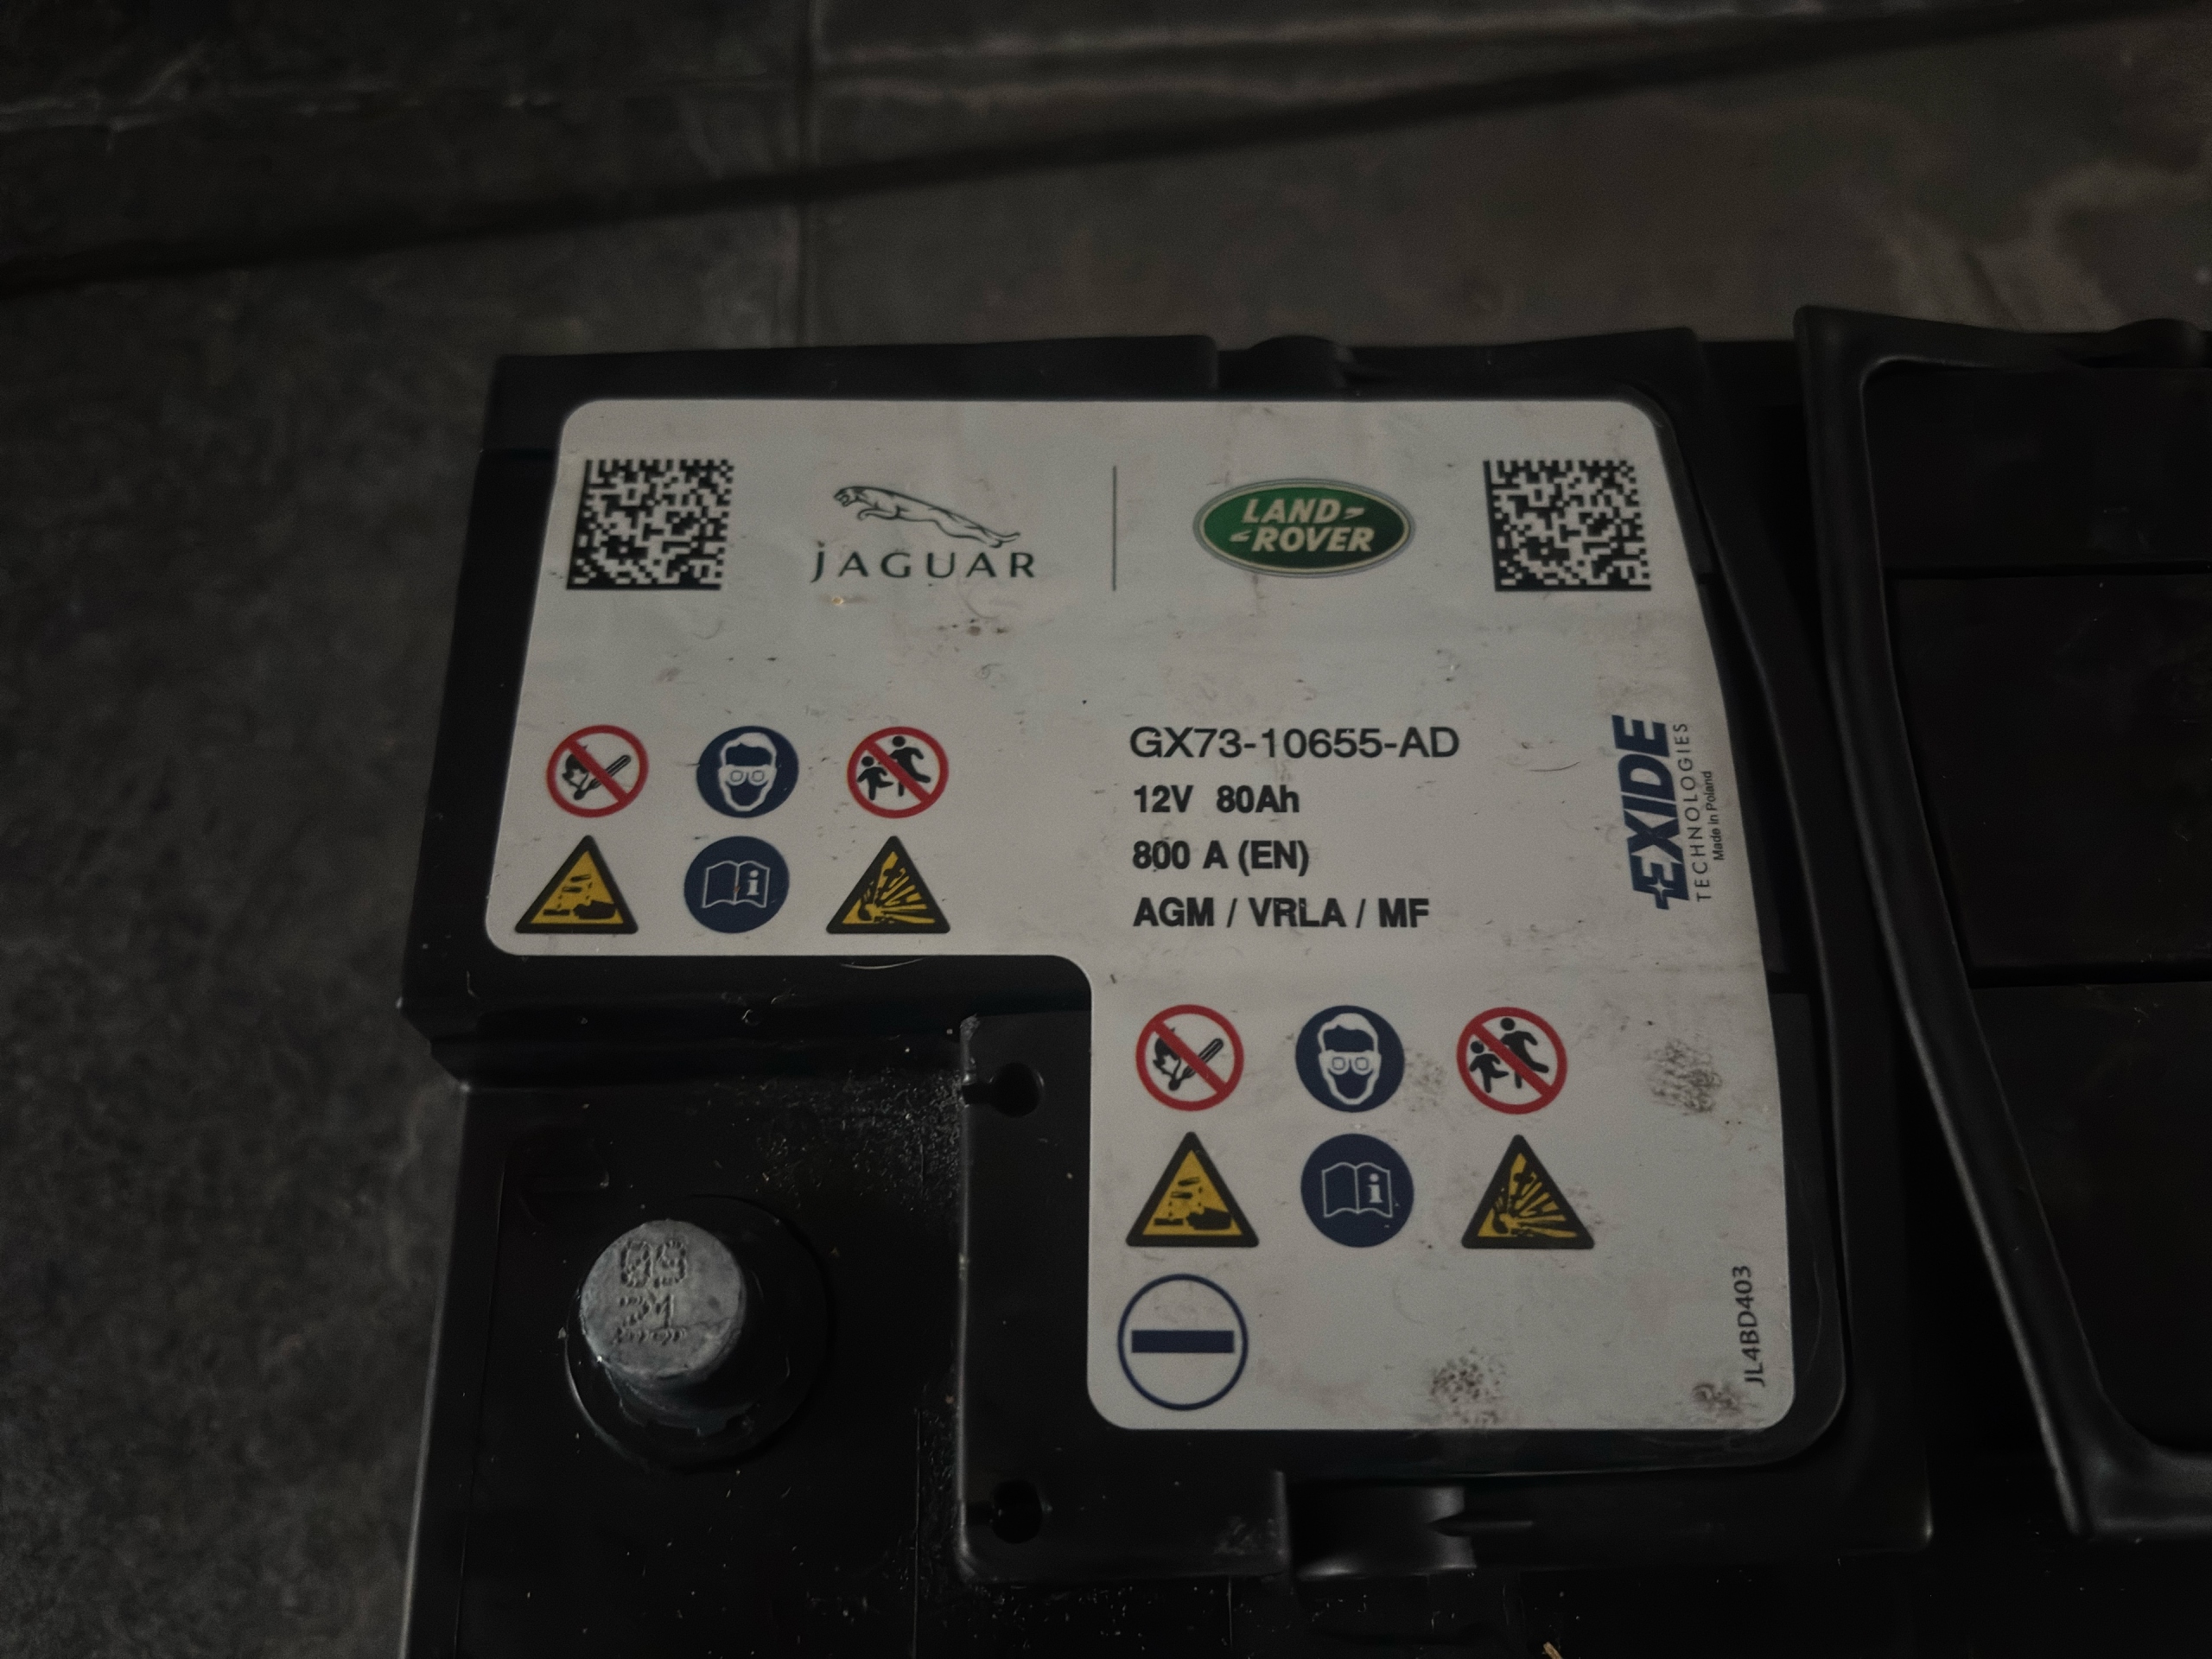 JAGUAR
LAND
ROVER
GX73-10655-AD
12V 80Ah
800 A (EN)
AGM / VRLA / MF
EXIDE
TECHNOLOGIES
Made in Poland
JL4BD403